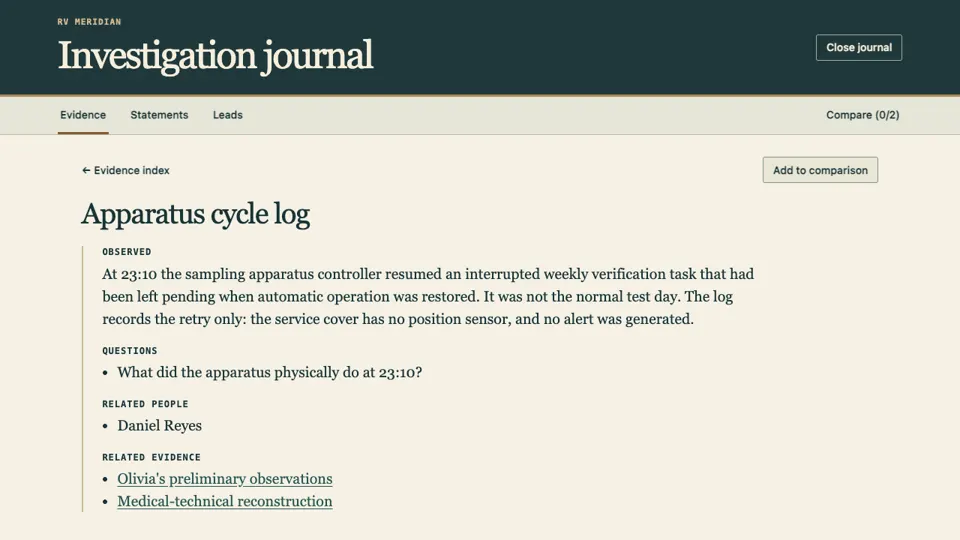 RV MERIDIAN
Investigation journal
Close journal
Evidence
Statements
Leads
Compare (0/2)
← Evidence index
Add to comparison
Apparatus cycle log
OBSERVED
At 23:10 the sampling apparatus controller resumed an interrupted weekly verification task that had
been left pending when automatic operation was restored. It was not the normal test day. The log
records the retry only: the service cover has no position sensor, and no alert was generated.
QUESTIONS
• What did the apparatus physically do at 23:10?
RELATED PEOPLE
• Daniel Reyes
RELATED EVIDENCE
• Olivia's preliminary observations
• Medical-technical reconstruction